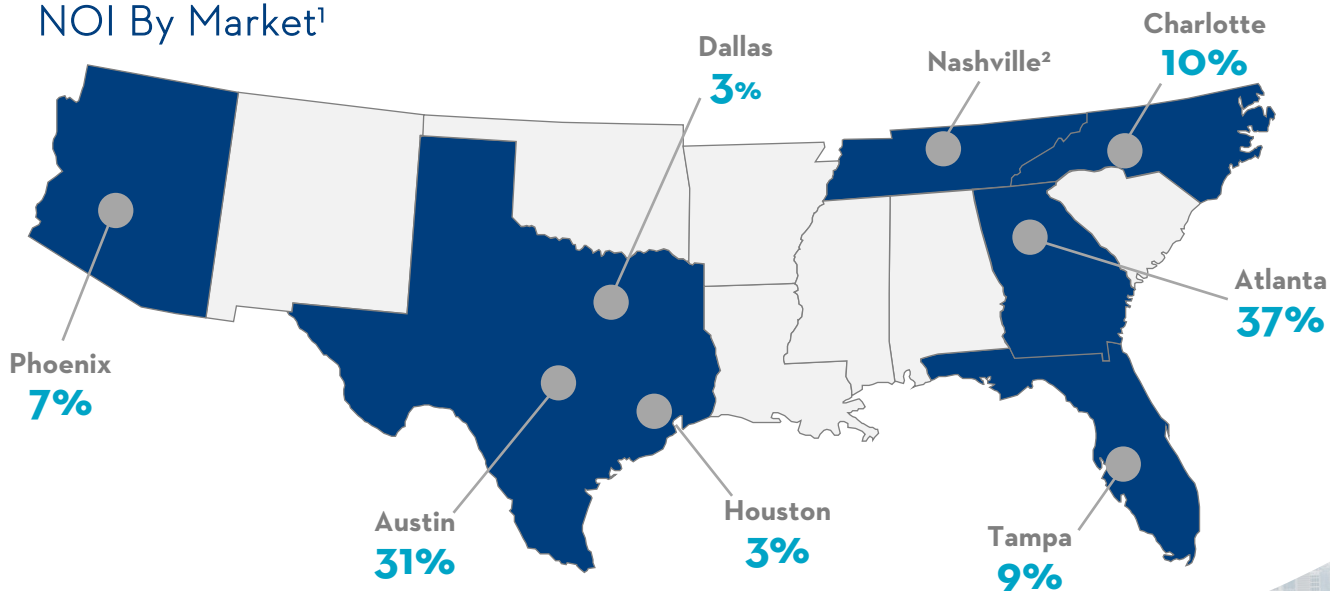 NOI By Market¹
Dallas
3%
Nashville²
Charlotte
10%
Atlanta
37%
Phoenix
7%
Austin
31%
Houston
3%
Tampa
9%